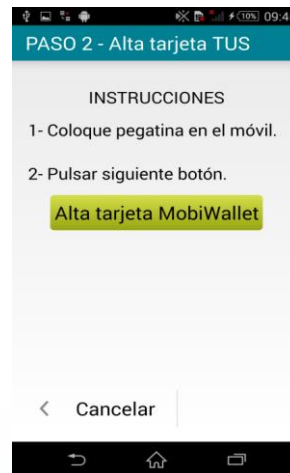 10% 09:4
PASO 2 - Alta tarjeta TUS
INSTRUCCIONES
1- Coloque pegatina en el móvil.
2- Pulsar siguiente botón.
Alta tarjeta MobiWallet
Cancelar